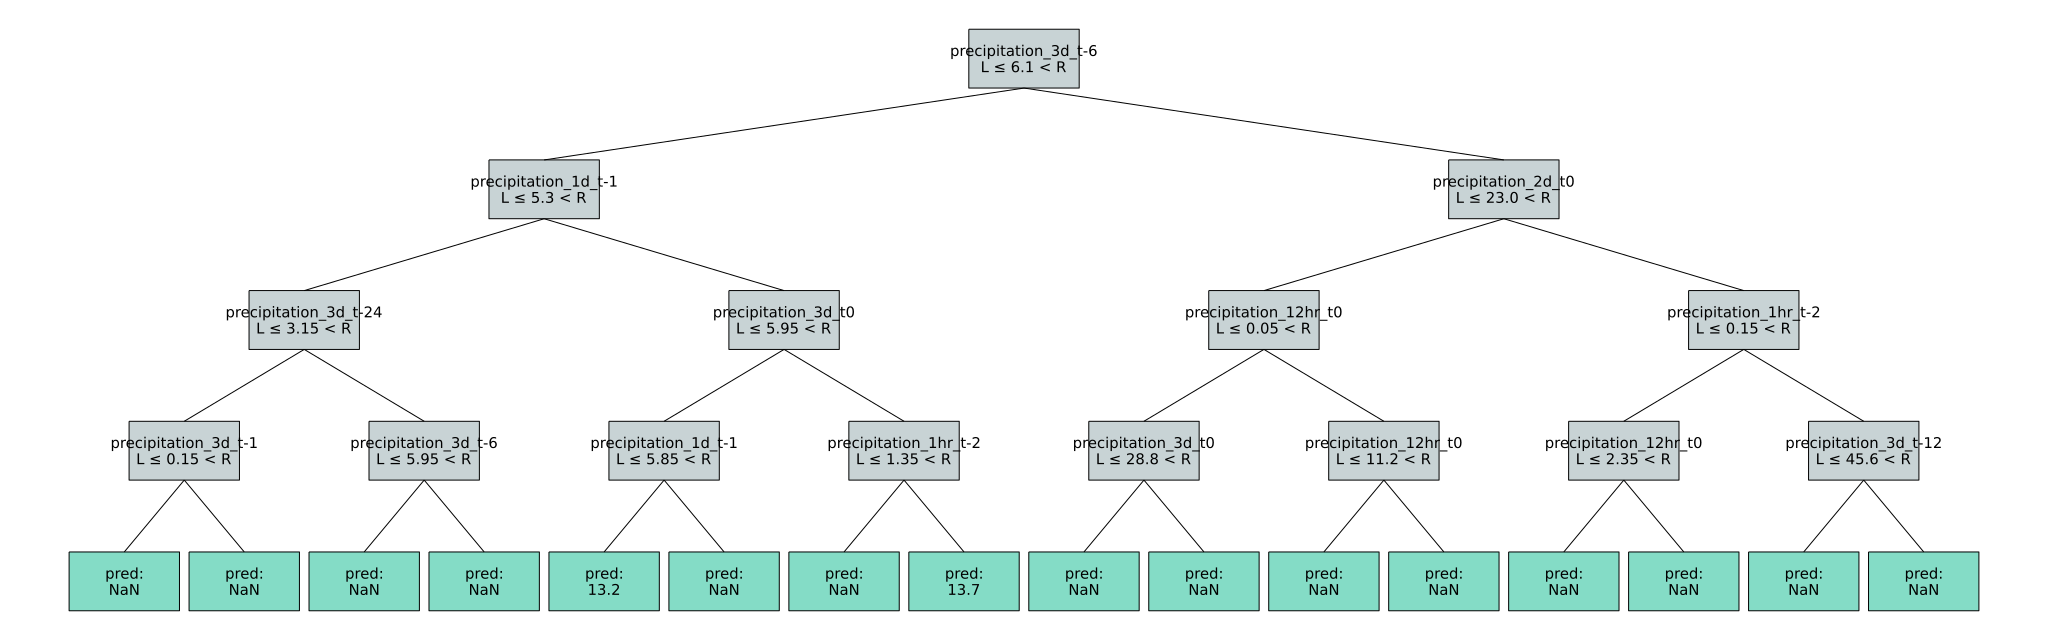 precipitation_3d_t-6
L ≤ 6.1 < R
precipitation_1d_t-1
L ≤ 5.3 < R
precipitation_2d_t0
L ≤ 23.0 < R
precipitation_3d_t-24
L ≤ 3.15 < R
precipitation_3d_t0
L ≤ 5.95 < R
precipitation_12hr_t0
L ≤ 0.05 < R
precipitation_1hr_t-2
L ≤ 0.15 < R
precipitation_3d_t-1
L ≤ 0.15 < R
precipitation_3d_t-6
L ≤ 5.95 < R
precipitation_1d_t-1
L ≤ 5.85 < R
precipitation_1hr_t-2
L ≤ 1.35 < R
precipitation_3d_t0
L ≤ 28.8 < R
precipitation_12hr_t0
L ≤ 11.2 < R
precipitation_12hr_t0
L ≤ 2.35 < R
precipitation_3d_t-12
L ≤ 45.6 < R
pred:
NaN
pred:
NaN
pred:
NaN
pred:
NaN
pred:
13.2
pred:
NaN
pred:
NaN
pred:
13.7
pred:
NaN
pred:
NaN
pred:
NaN
pred:
NaN
pred:
NaN
pred:
NaN
pred:
NaN
pred:
NaN